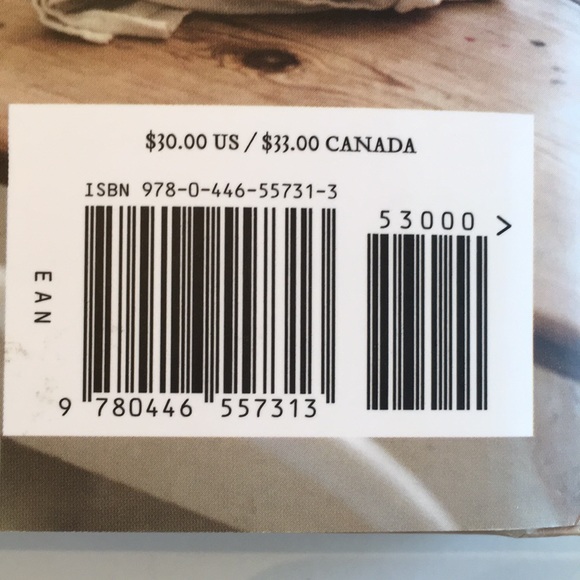 $30.00 US / $33.00 CANADA
ISBN 978-0-446-55731-3
53000 >
EAN
9 780446 557313